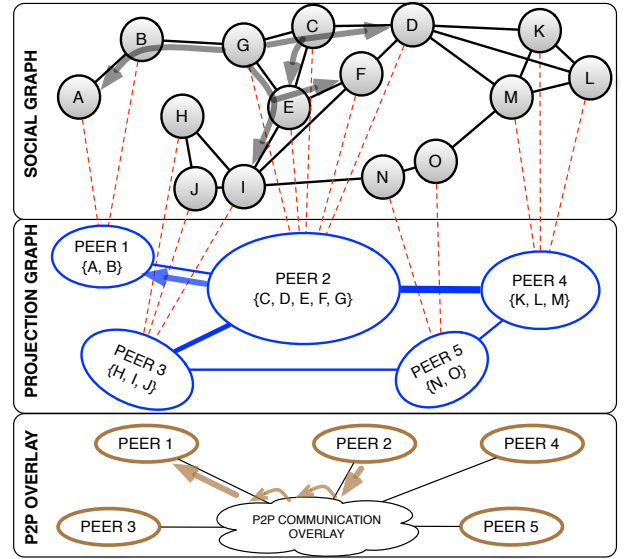 SOCIAL GRAPH
A
B
G
C
D
K
L
M
F
E
H
J
I
N
O
PROJECTION GRAPH
PEER 1
{A, B}
PEER 2
{C, D, E, F, G}
PEER 4
{K, L, M}
PEER 3
{H, I, J}
PEER 5
{N, O}
P2P OVERLAY
PEER 1
PEER 2
PEER 4
PEER 3
P2P COMMUNICATION
OVERLAY
PEER 5